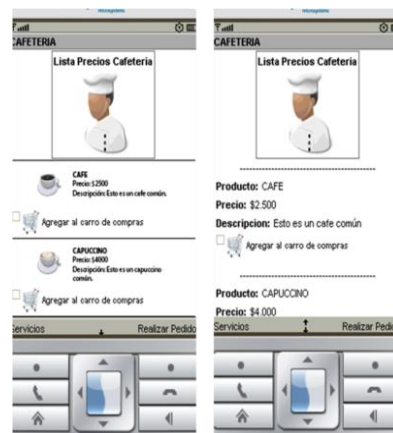 CAFETERIA
Lista Precios Cafeteria
CAFE
Precio: $2500
Descripción: Esto es un cafe común.
Agregar al carro de compras
CAPUCCINO
Precio: $4000
Descripción: Esto es un capuccino
común.
Agregar al carro de compras
Servicios Realizar Pedido
CAFETERIA
Lista Precios Cafeteria
Producto: CAFE
Precio: $2.500
Descripcion: Esto es un cafe común
Agregar al carro de compras
Producto: CAPUCCINO
Precio: $4.000
Servicios Realizar Pedido